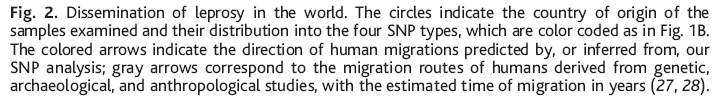 Fig. 2. Dissemination of leprosy in the world. The circles indicate the country of origin of the
samples examined and their distribution into the four SNP types, which are color coded as in Fig. 1B.
The colored arrows indicate the direction of human migrations predicted by, or inferred from, our
SNP analysis; gray arrows correspond to the migration routes of humans derived from genetic,
archaeological, and anthropological studies, with the estimated time of migration in years (27, 28).